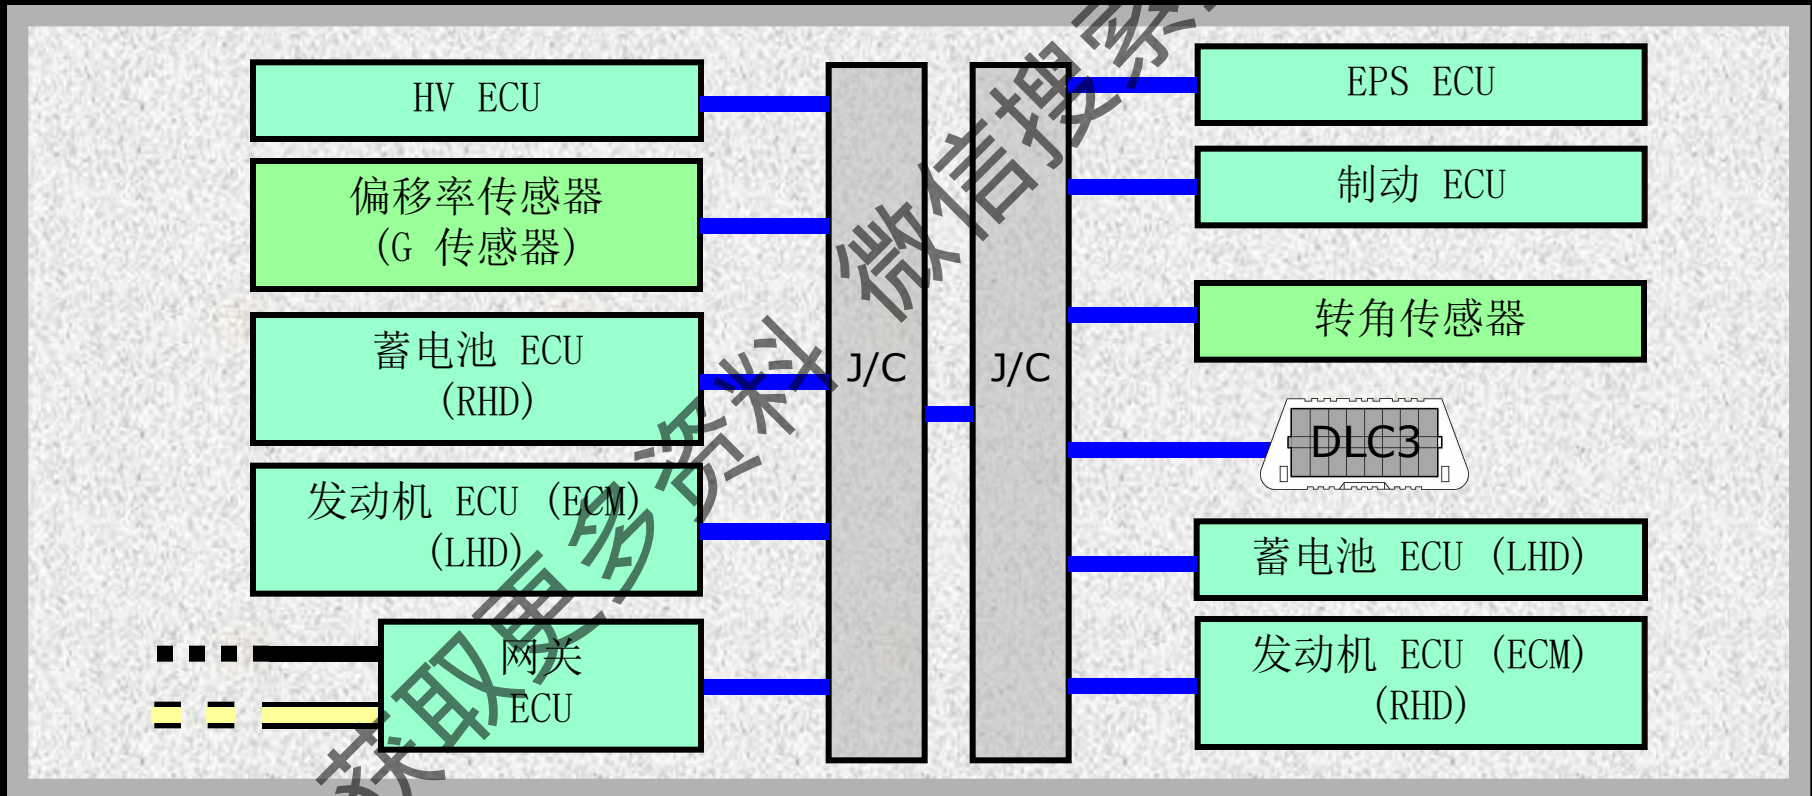 HV ECU
偏移率传感器
(G 传感器)
蓄电池 ECU
(RHD)
发动机 ECU (ECM)
(LHD)
网关
ECU
J/C
J/C
EPS ECU
制动 ECU
转角传感器
DLC3
蓄电池 ECU (LHD)
发动机 ECU (ECM)
(RHD)
获取更多资料 微信搜索